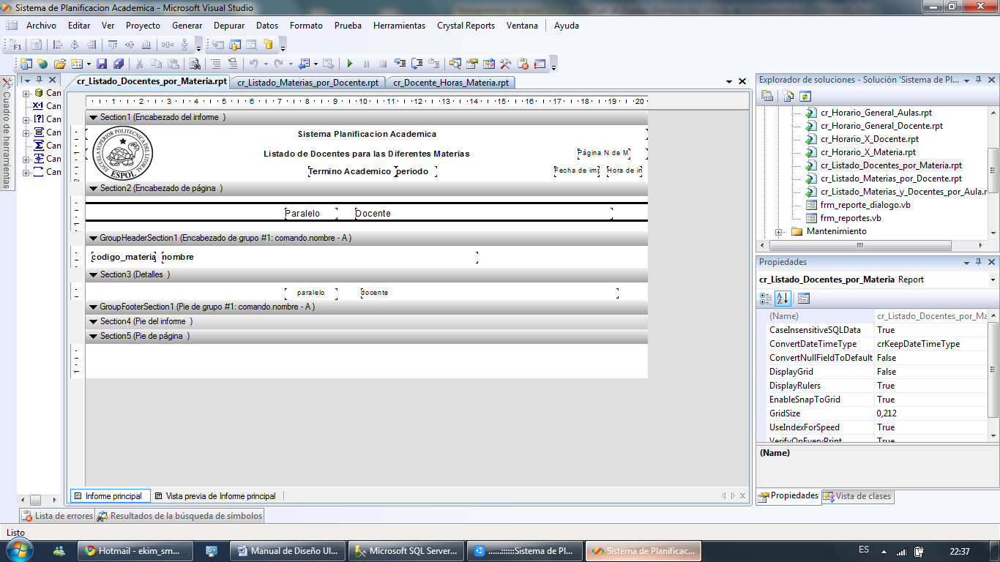 Sistema de Planificacion Academica - Microsoft Visual Studio
Archivo Editar Ver Proyecto Generar Depurar Datos Formato Prueba Herramientas Crystal Reports Ventana Ayuda
cr_Listado_Docentes_por_Materia.rpt cr_Listado_Materias_por_Docente.rpt cr_Docente_Horas_Materia.rpt
Cuadro de herramientas
Can
Can
Can
Can
Can
Can
Can
1 2 3 4 5 6 7 8 9 10 11 12 13 14 15 16 17 18 19 20
Section1 (Encabezado del informe )
ESCUELA SUPERIOR POLITECNICA DEL LITORAL
ESPOL
Sistema Planificacion Academica
Listado de Docentes para las Diferentes Materias
Página N de M
Termino Academico periodo
Fecha de im Hora de in
Section2 (Encabezado de página )
Paralelo Docente
GroupHeaderSection1 (Encabezado de grupo #1: comando.nombre - A )
codigo_materia nombre
Section3 (Detalles )
paralelo docente
GroupFooterSection1 (Pie de grupo #1: comando.nombre - A )
Section4 (Pie del informe )
Section5 (Pie de página )
Informe principal Vista previa de Informe principal
Explorador de soluciones - Solución 'Sistema de Pl...
cr_Horario_General_Aulas.rpt
cr_Horario_General_Docente.rpt
cr_Horario_X_Docente.rpt
cr_Horario_X_Materia.rpt
cr_Listado_Docentes_por_Materia.rpt
cr_Listado_Materias_por_Docente.rpt
cr_Listado_Materias_y_Docentes_por_Aula.r
frm_reporte_dialogo.vb
frm_reportes.vb
Mantenimiento
Propiedades
cr_Listado_Docentes_por_Materia Report
(Name) cr_Listado_Docentes_por_Ma
CaseInsensitiveSQLData True
ConvertDateTimeType crKeepDateTimeType
ConvertNullFieldToDefault False
DisplayGrid False
DisplayRulers True
EnableSnapToGrid True
GridSize 0,212
UseIndexForSpeed True
VerifyOnEveryPrint True
(Name)
Propiedades Vista de clases
Lista de errores Resultados de la búsqueda de símbolos
Listo
Hotmail - ekim_sm... Manual de Diseño UI... Microsoft SQL Server... ......::::::Sistema de Pl... Sistema de Planificac...
ES 22:37